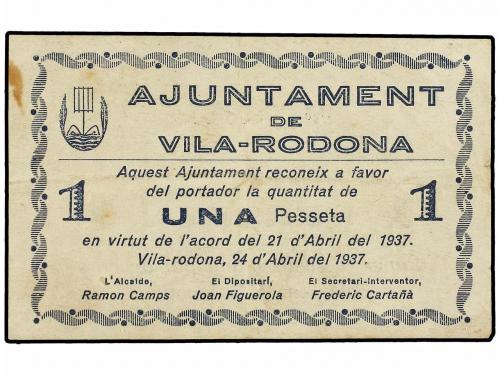 AJUNTAMENT
DE
VILA-RODONA
Aquest Ajuntament reconeix a favor
del portador la quantitat de
1 UNA Pesseta 1
en virtut de l'acord del 21 d'Abril de 1937.
Vila-rodona, 24 d'Abril del 1937.
L'Alcalde, El Dipositari, El Secretari-Interventor,
Ramon Camps Joan Figuerola Frederic Cartañà